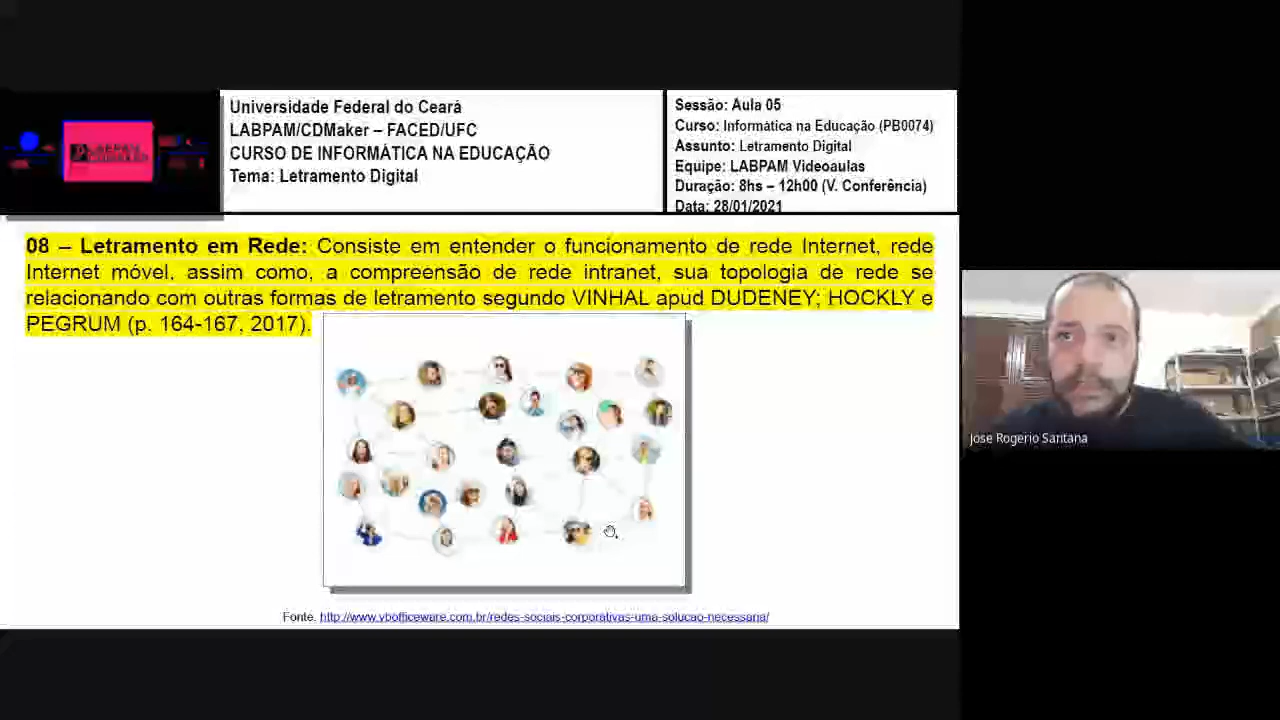 Universidade Federal do Ceará
LABPAM/CDMaker – FACED/UFC
CURSO DE INFORMÁTICA NA EDUCAÇÃO
Tema: Letramento Digital
Sessão: Aula 05
Curso: Informática na Educação (PB0074)
Assunto: Letramento Digital
Equipe: LABPAM Videoaulas
Duração: 8hs – 12h00 (V. Conferência)
Data: 28/01/2021
08 – Letramento em Rede: Consiste em entender o funcionamento de rede Internet, rede
Internet móvel, assim como, a compreensão de rede intranet, sua topologia de rede se
relacionando com outras formas de letramento segundo VINHAL apud DUDENEY; HOCKLY e
PEGRUM (p. 164-167, 2017).
Fonte. http://www.ybofficeware.com.br/redes-sociais-corporativas-uma-solucao-necessaria/
Jose Rogerio Santana